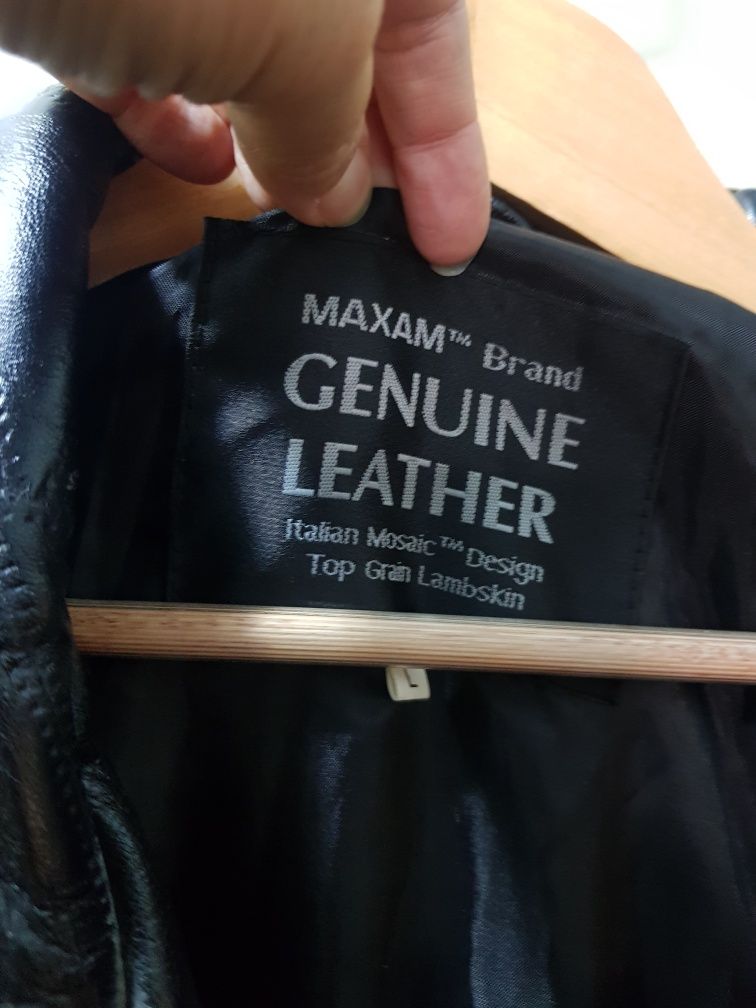 MAXAM™ Brand
GENUINE
LEATHER
Italian Mosaic™ Design
Top Grain Lambskin
L